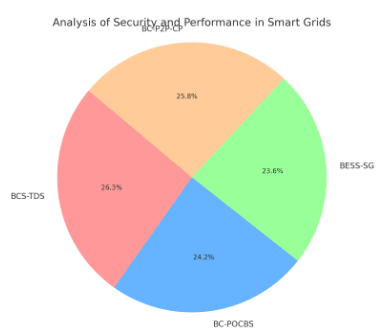 Analysis of Security and Performance in Smart Grids
BC-P2P-CP
25.8%
BESS-SG
23.6%
BCS-TDS
26.3%
24.2%
BC-POCBS